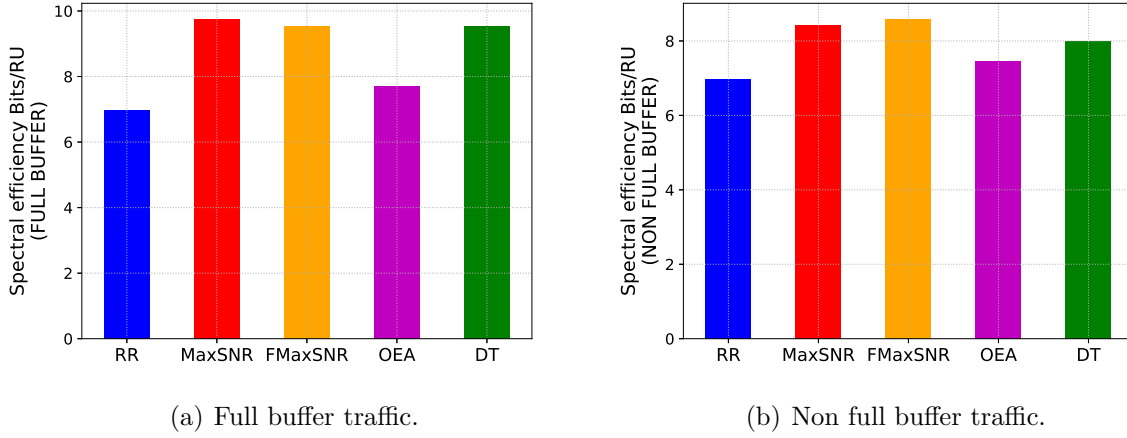 Spectral efficiency Bits/RU
(FULL BUFFER)
10
8
6
4
2
0
RR MaxSNR FMaxSNR OEA DT
(a) Full buffer traffic.
Spectral efficiency Bits/RU
(NON FULL BUFFER)
8
6
4
2
0
RR MaxSNR FMaxSNR OEA DT
(b) Non full buffer traffic.